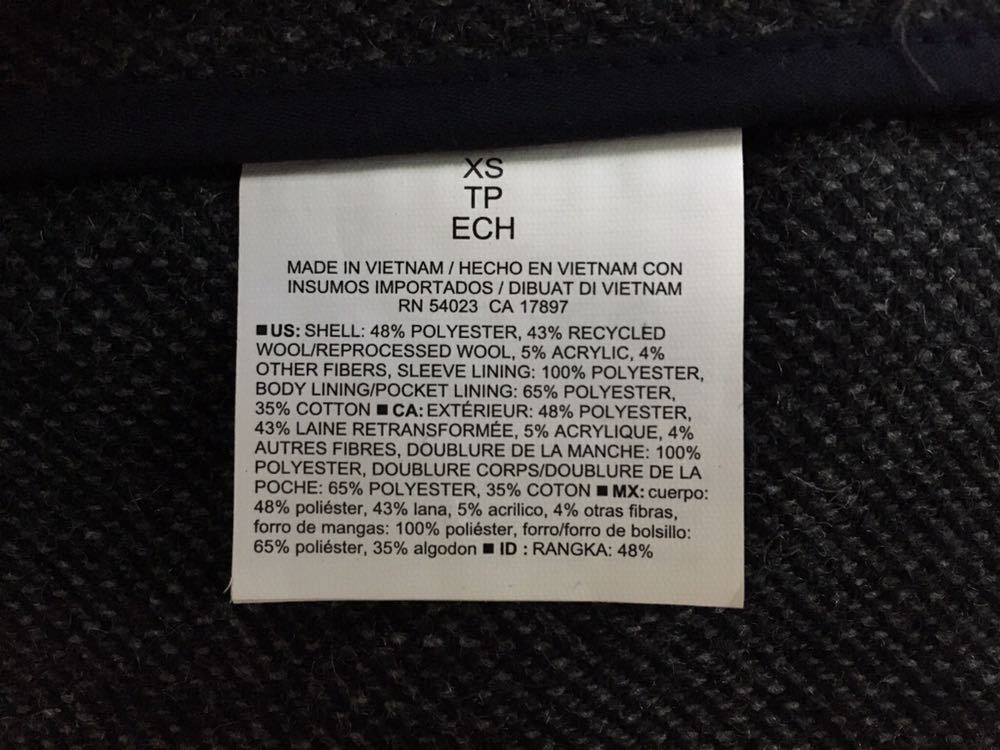 XS
TP
ECH
MADE IN VIETNAM / HECHO EN VIETNAM CON
INSUMOS IMPORTADOS / DIBUAT DI VIETNAM
RN 54023 CA 17897
■ US: SHELL: 48% POLYESTER, 43% RECYCLED
WOOL/REPROCESSED WOOL, 5% ACRYLIC, 4%
OTHER FIBERS, SLEEVE LINING: 100% POLYESTER,
BODY LINING/POCKET LINING: 65% POLYESTER,
35% COTTON ■ CA: EXTÉRIEUR: 48% POLYESTER,
43% LAINE RETRANSFORMÉE, 5% ACRYLIQUE, 4%
AUTRES FIBRES, DOUBLURE DE LA MANCHE: 100%
POLYESTER, DOUBLURE CORPS/DOUBLURE DE LA
POCHE: 65% POLYESTER, 35% COTON ■ MX: cuerpo:
48% poliéster, 43% lana, 5% acrilico, 4% otras fibras,
forro de mangas: 100% poliéster, forro/forro de bolsillo:
65% poliéster, 35% algodon ■ ID : RANGKA: 48%